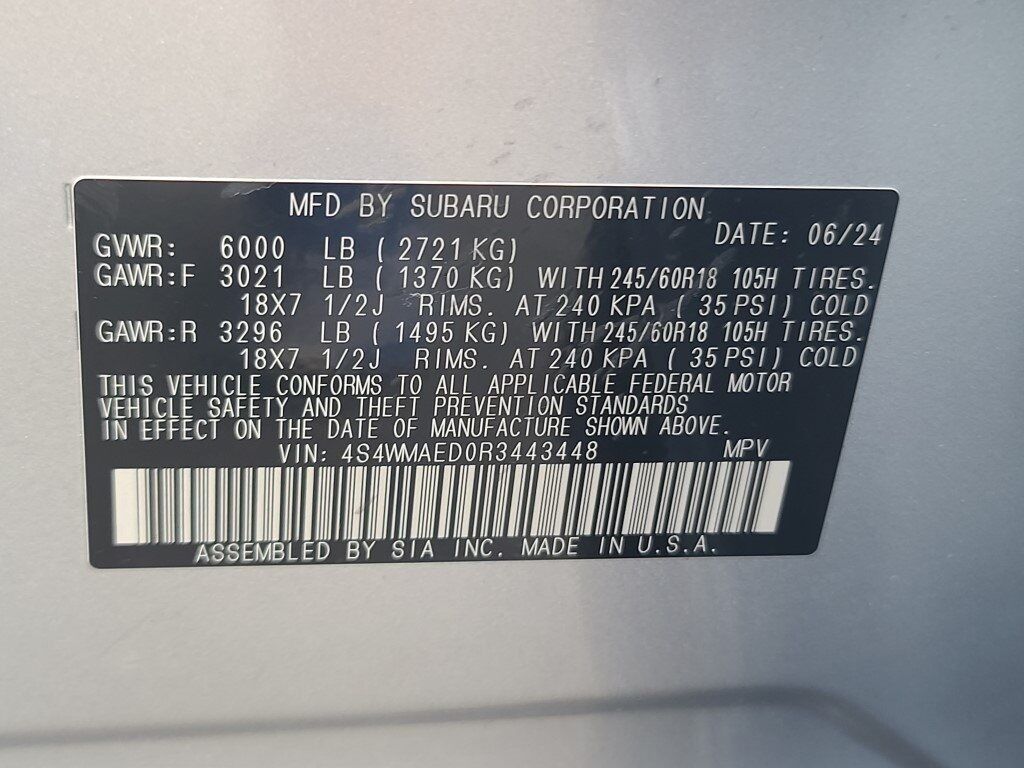 MFD BY SUBARU CORPORATION
DATE: 06/24
GVWR: 6000 LB ( 2721 KG)
GAWR:F 3021 LB ( 1370 KG) WITH 245/60R18 105H TIRES.
18X7 1/2J RIMS. AT 240 KPA ( 35 PSI) COLD
GAWR:R 3296 LB ( 1495 KG) WITH 245/60R18 105H TIRES.
18X7 1/2J RIMS. AT 240 KPA ( 35 PSI) COLD
THIS VEHICLE CONFORMS TO ALL APPLICABLE FEDERAL MOTOR
VEHICLE SAFETY AND THEFT PREVENTION STANDARDS
IN EFFECT ON THE DATE OF MANUFACTURE SHOWN ABOVE.
VIN: 4S4WMAED0R3443448 MPV
ASSEMBLED BY SIA INC. MADE IN U.S.A.